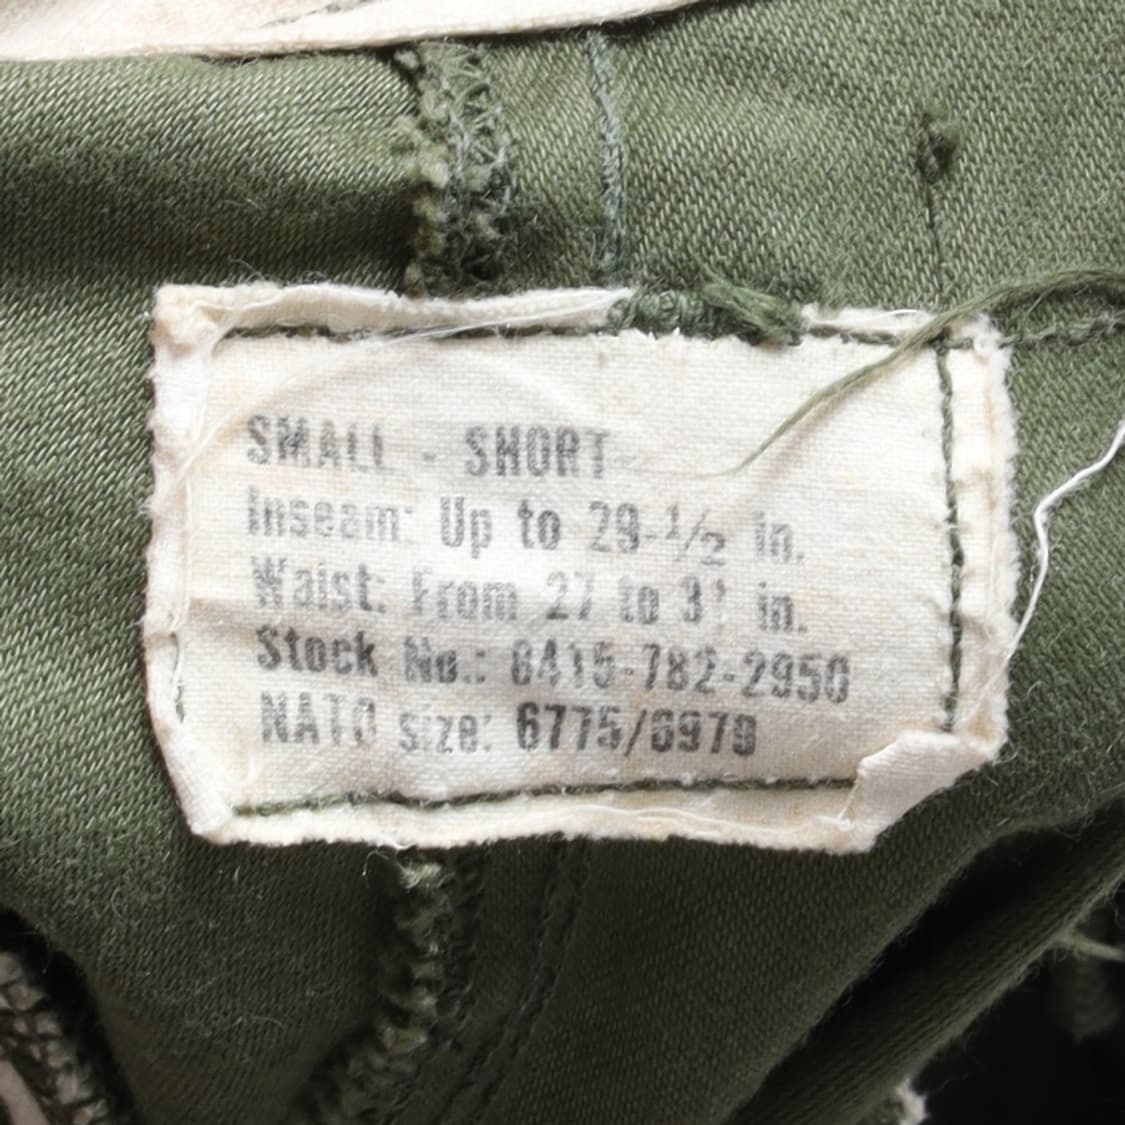 SMALL - SHORT
Inseam: Up to 29-1/2 in.
Waist: From 27 to 31 in.
Stock No.: 8415-782-2950
NATO size: 6775/6979